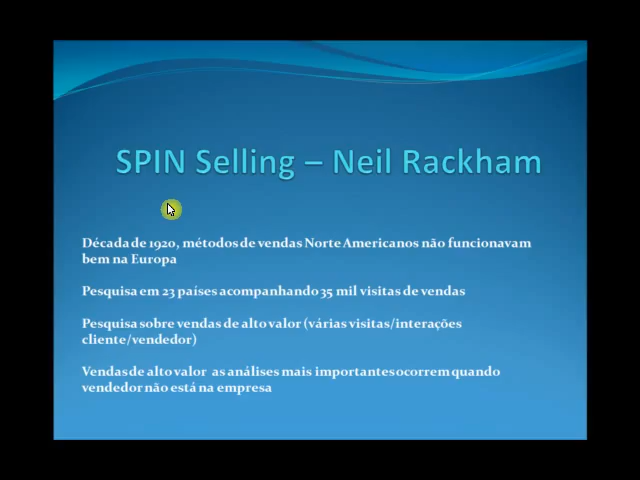 SPIN Selling – Neil Rackham
Década de 1920, métodos de vendas Norte Americanos não funcionavam
bem na Europa
Pesquisa em 23 países acompanhando 35 mil visitas de vendas
Pesquisa sobre vendas de alto valor (várias visitas/interações
cliente/vendedor)
Vendas de alto valor as análises mais importantes ocorrem quando
vendedor não está na empresa